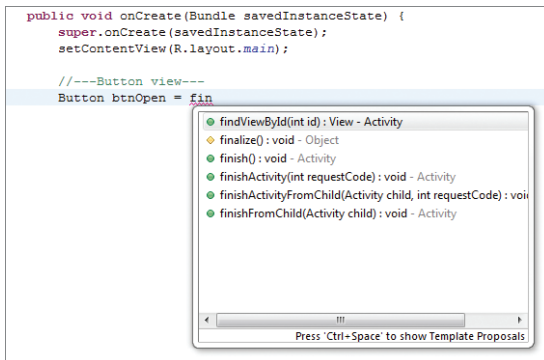 public void onCreate(Bundle savedInstanceState) {
super.onCreate(savedInstanceState);
setContentView(R.layout.main);
//---Button view---
Button btnOpen = fin
findViewById(int id) : View - Activity
finalize() : void - Object
finish() : void - Activity
finishActivity(int requestCode) : void - Activity
finishActivityFromChild(Activity child, int requestCode) : voi
finishFromChild(Activity child) : void - Activity
Press 'Ctrl+Space' to show Template Proposals